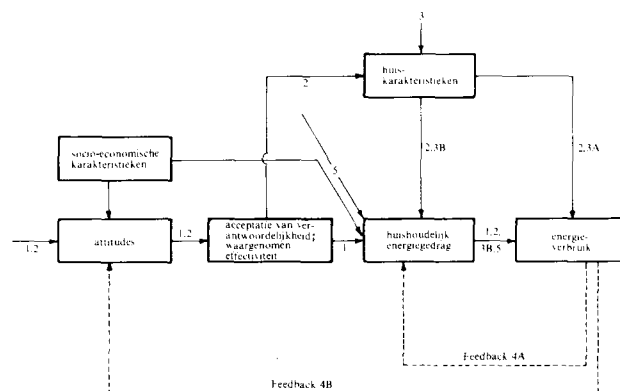 3
huis-
karakteristieken
2
5
2,3B
2,3A
socio-economische
karakteristieken
1,2
attitudes
1,2
acceptatie van ver-
antwoordelijkheid;
waargenomen
effectiviteit
1
huishoudelijk
energiegedrag
1,2,
3B,5
energie-
verbruik
Feedback 4A
Feedback 4B